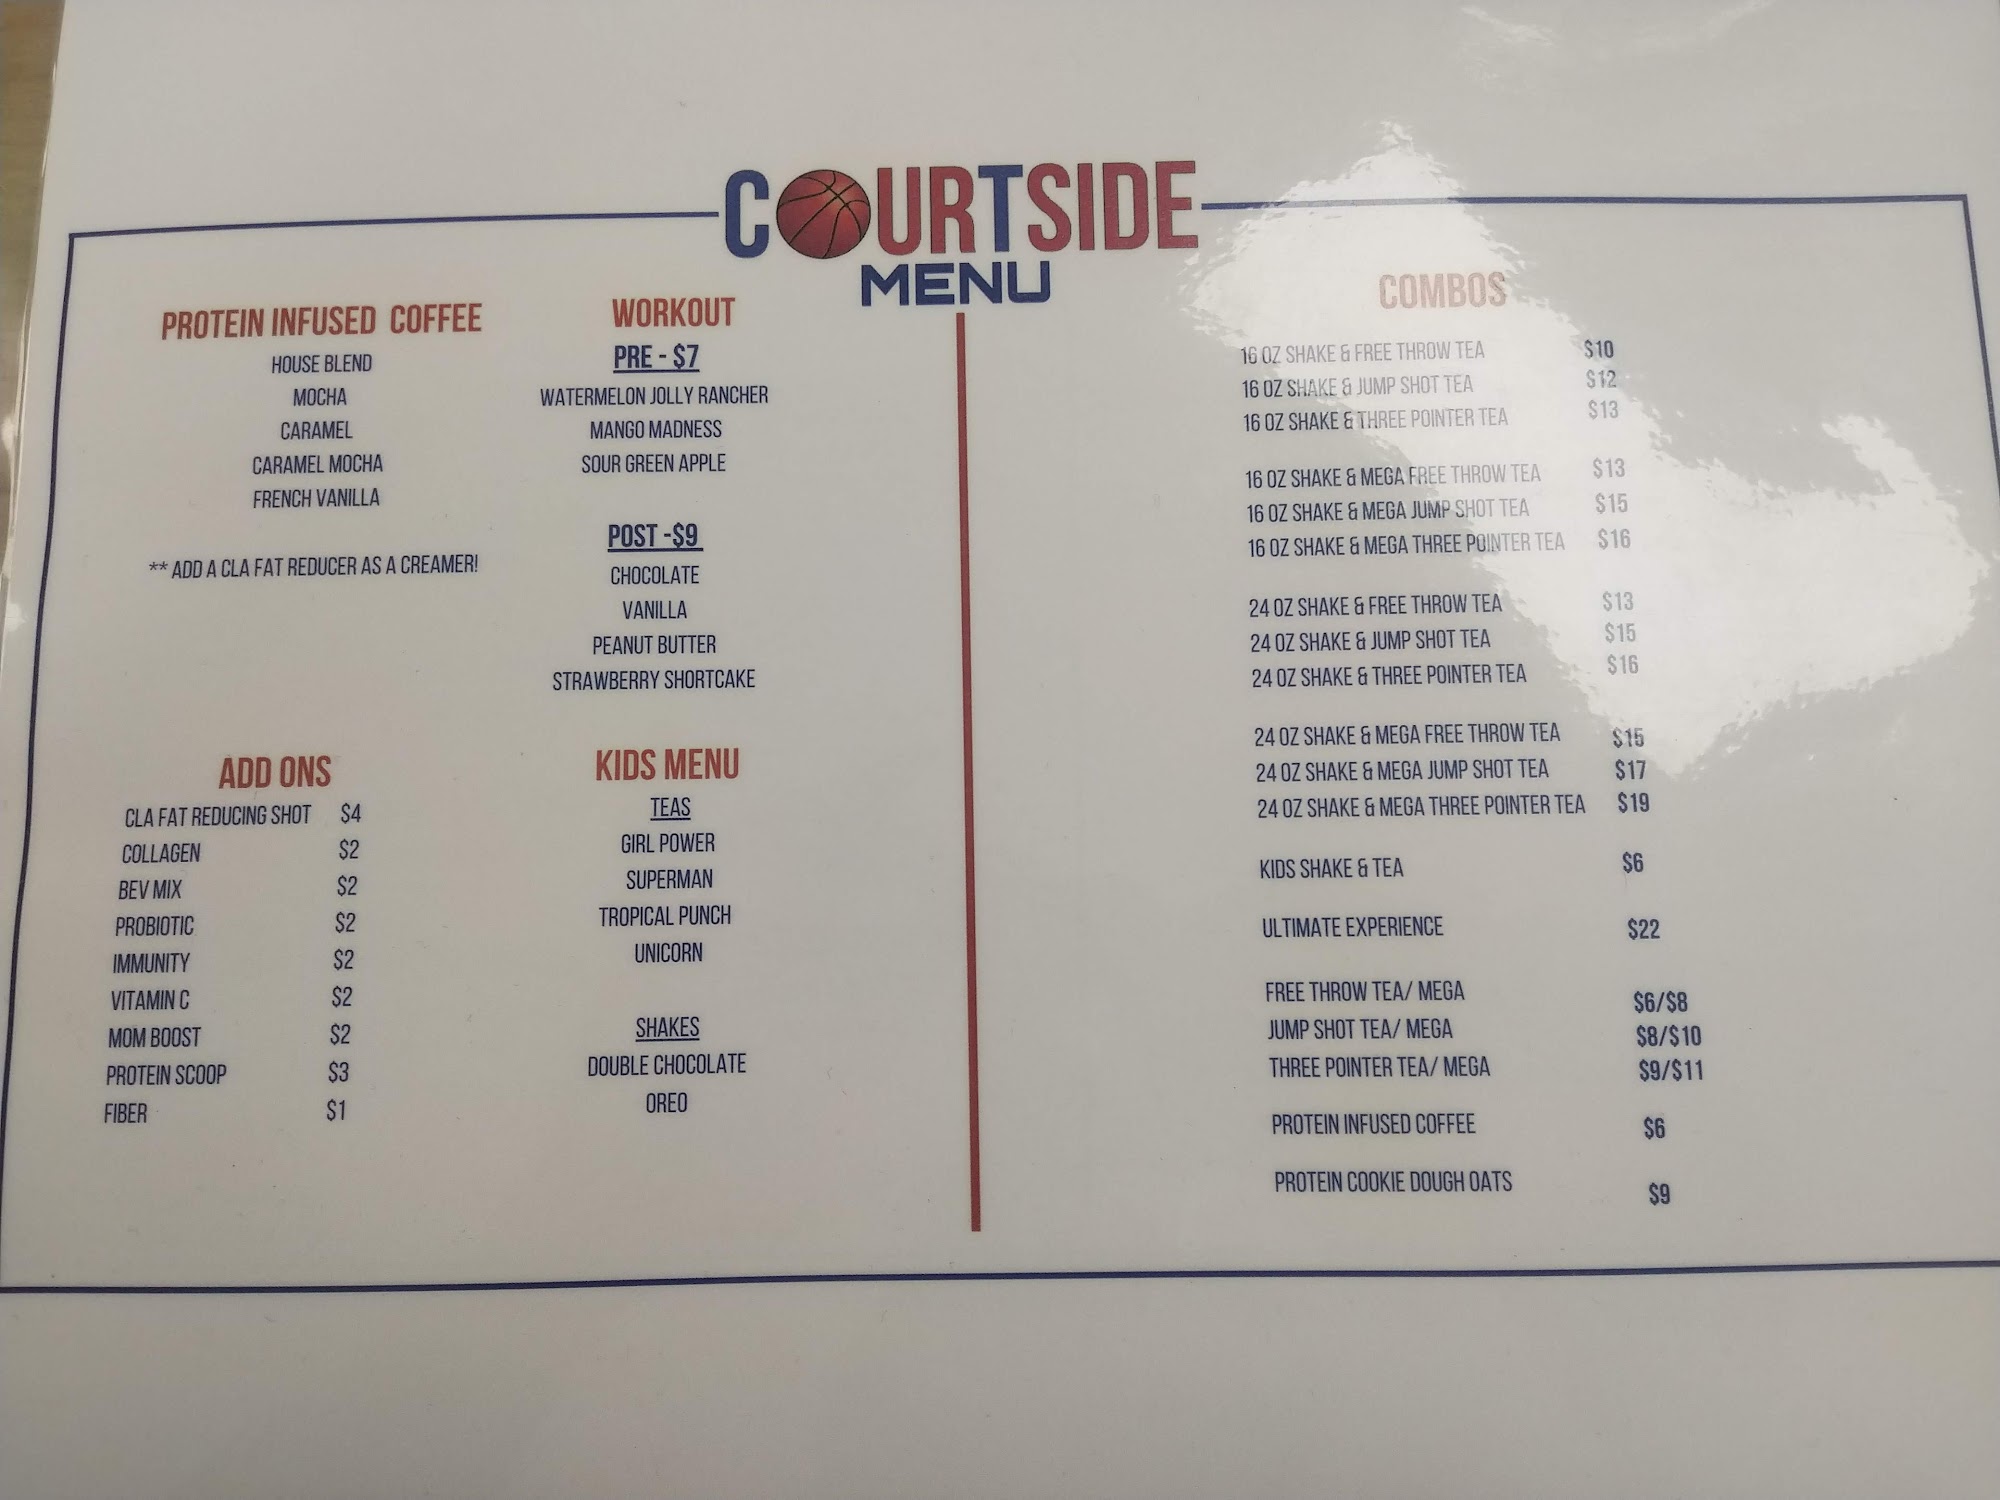 COURTSIDE
MENU
PROTEIN INFUSED COFFEE
HOUSE BLEND
MOCHA
CARAMEL
CARAMEL MOCHA
FRENCH VANILLA
** ADD A CLA FAT REDUCER AS A CREAMER!
WORKOUT
PRE - $7
WATERMELON JOLLY RANCHER
MANGO MADNESS
SOUR GREEN APPLE
POST -$9
CHOCOLATE
VANILLA
PEANUT BUTTER
STRAWBERRY SHORTCAKE
ADD ONS
CLA FAT REDUCING SHOT $4
COLLAGEN $2
BEV MIX $2
PROBIOTIC $2
IMMUNITY $2
VITAMIN C $2
MOM BOOST $2
PROTEIN SCOOP $3
FIBER $1
KIDS MENU
TEAS
GIRL POWER
SUPERMAN
TROPICAL PUNCH
UNICORN
SHAKES
DOUBLE CHOCOLATE
OREO
COMBOS
16 OZ SHAKE & FREE THROW TEA $10
16 OZ SHAKE & JUMP SHOT TEA $12
16 OZ SHAKE & THREE POINTER TEA $13
16 OZ SHAKE & MEGA FREE THROW TEA $13
16 OZ SHAKE & MEGA JUMP SHOT TEA $15
16 OZ SHAKE & MEGA THREE POINTER TEA $16
24 OZ SHAKE & FREE THROW TEA $13
24 OZ SHAKE & JUMP SHOT TEA $15
24 OZ SHAKE & THREE POINTER TEA $16
24 OZ SHAKE & MEGA FREE THROW TEA $15
24 OZ SHAKE & MEGA JUMP SHOT TEA $17
24 OZ SHAKE & MEGA THREE POINTER TEA $19
KIDS SHAKE & TEA $6
ULTIMATE EXPERIENCE $22
FREE THROW TEA/ MEGA $6/$8
JUMP SHOT TEA/ MEGA $8/$10
THREE POINTER TEA/ MEGA $9/$11
PROTEIN INFUSED COFFEE $6
PROTEIN COOKIE DOUGH OATS $9